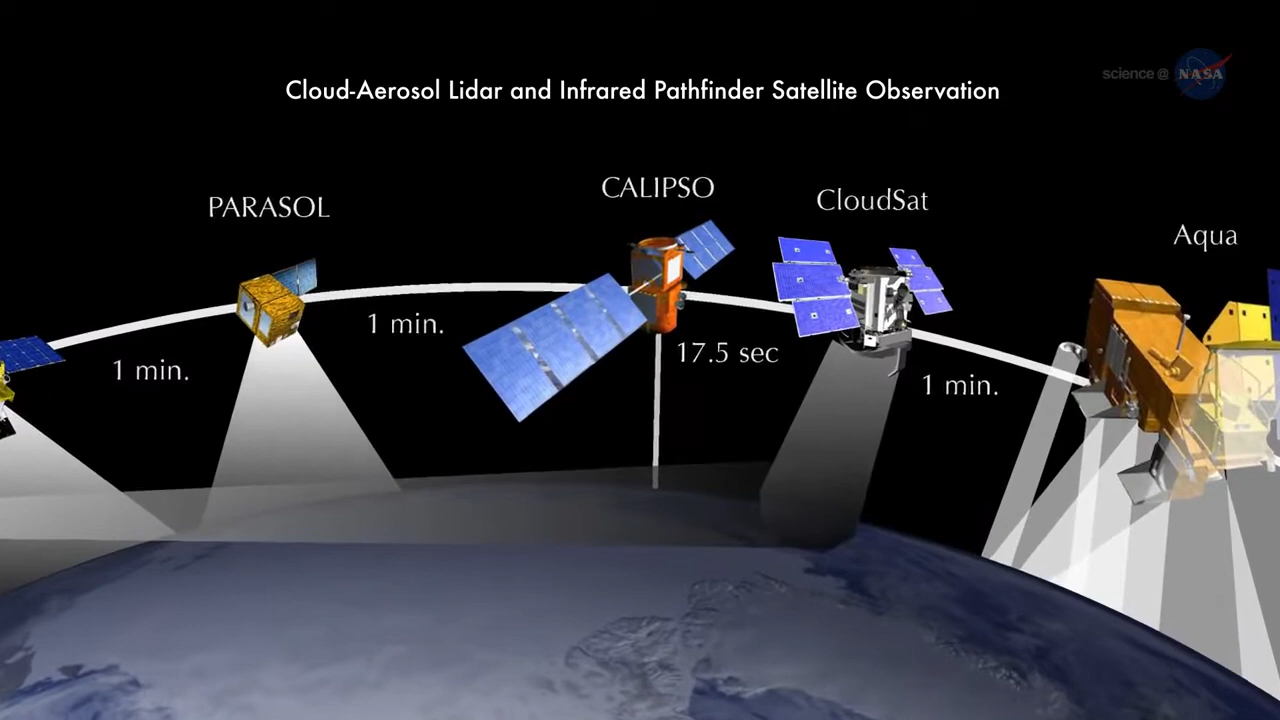 Cloud-Aerosol Lidar and Infrared Pathfinder Satellite Observation
science@ NASA
PARASOL
CALIPSO
CloudSat
Aqua
1 min.
1 min.
17.5 sec
1 min.